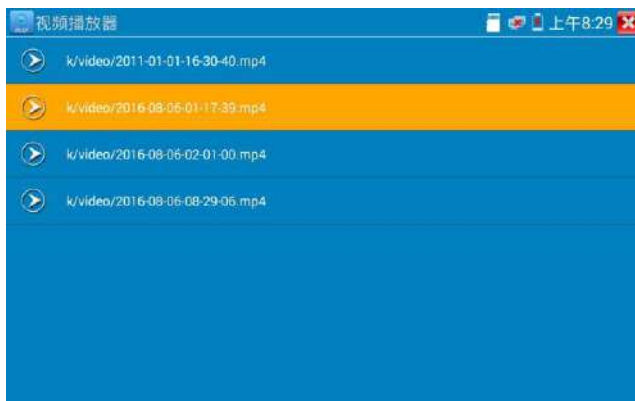 视频播放器
上午8:29
k/video/2011-01-01-16-30-40.mp4
k/video/2016-08-06-01-17-39.mp4
k/video/2016-08-06-02-01-00.mp4
k/video/2016-08-06-08-29-06.mp4